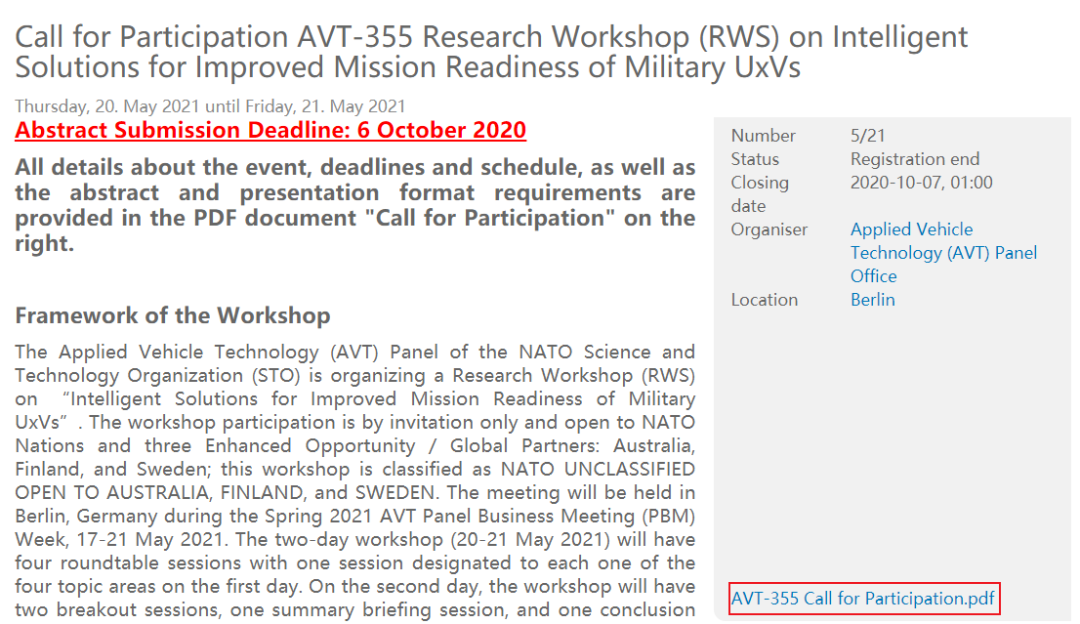 Call for Participation AVT-355 Research Workshop (RWS) on Intelligent
Solutions for Improved Mission Readiness of Military UxVs
Thursday, 20. May 2021 until Friday, 21. May 2021
Abstract Submission Deadline: 6 October 2020
All details about the event, deadlines and schedule, as well as
the abstract and presentation format requirements are
provided in the PDF document "Call for Participation" on the
right.
Framework of the Workshop
The Applied Vehicle Technology (AVT) Panel of the NATO Science and
Technology Organization (STO) is organizing a Research Workshop (RWS)
on “Intelligent Solutions for Improved Mission Readiness of Military
UxVs” . The workshop participation is by invitation only and open to NATO
Nations and three Enhanced Opportunity / Global Partners: Australia,
Finland, and Sweden; this workshop is classified as NATO UNCLASSIFIED
OPEN TO AUSTRALIA, FINLAND, and SWEDEN. The meeting will be held in
Berlin, Germany during the Spring 2021 AVT Panel Business Meeting (PBM)
Week, 17-21 May 2021. The two-day workshop (20-21 May 2021) will have
four roundtable sessions with one session designated to each one of the
four topic areas on the first day. On the second day, the workshop will have
two breakout sessions, one summary briefing session, and one conclusion
Number 5/21
Status Registration end
Closing 2020-10-07, 01:00
date
Organiser Applied Vehicle
Technology (AVT) Panel
Office
Location Berlin
AVT-355 Call for Participation.pdf